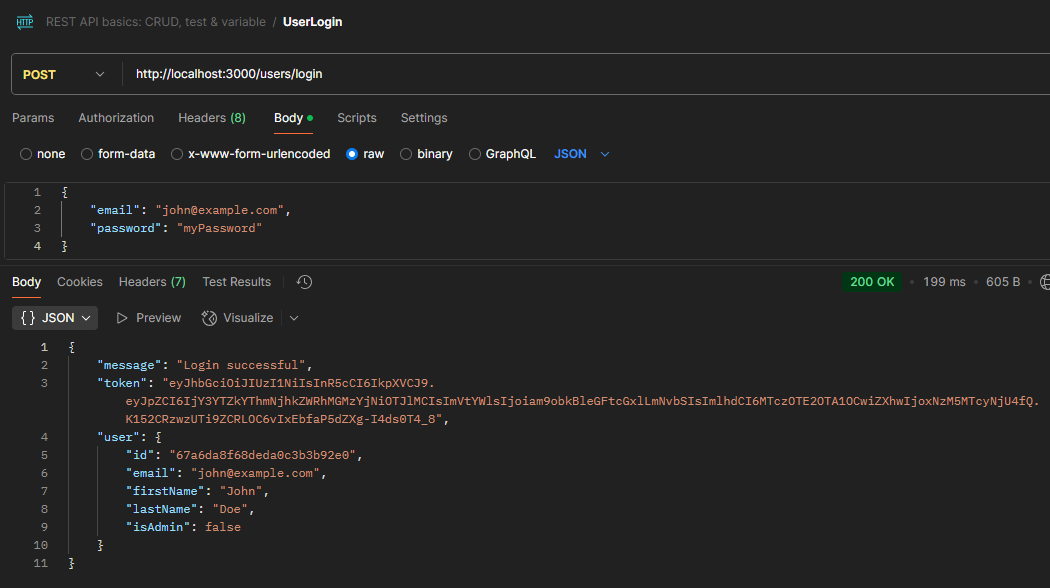 HTTP REST API basics: CRUD, test & variable / UserLogin
POST http://localhost:3000/users/login
Params Authorization Headers (8) Body Scripts Settings
none form-data x-www-form-urlencoded raw binary GraphQL JSON
1 {
2 "email": "john@example.com",
3 "password": "myPassword"
4 }
Body Cookies Headers (7) Test Results 200 OK 199 ms 605 B
{} JSON Preview Visualize
1 {
2 "message": "Login successful",
3 "token": "eyJhbGciOiJIUzI1NiIsInR5cCI6IkpXVCJ9.
eyJpZCI6IjY3YTZkYThmNjhkZWRhMGMzYjNiOTJlMCIsImVtYWlsIjoiam9obkBleGFtcGxlLmNvbSIsImlhdCI6MTczOTE2OTA1OCwiZXhwIjoxNzM5MTcyNjU4fQ.
K152CRzwzUTi9ZCRLOC6vIxEbfaP5dZXg-I4ds0T4_8",
4 "user": {
5 "id": "67a6da8f68deda0c3b3b92e0",
6 "email": "john@example.com",
7 "firstName": "John",
8 "lastName": "Doe",
9 "isAdmin": false
10 }
11 }